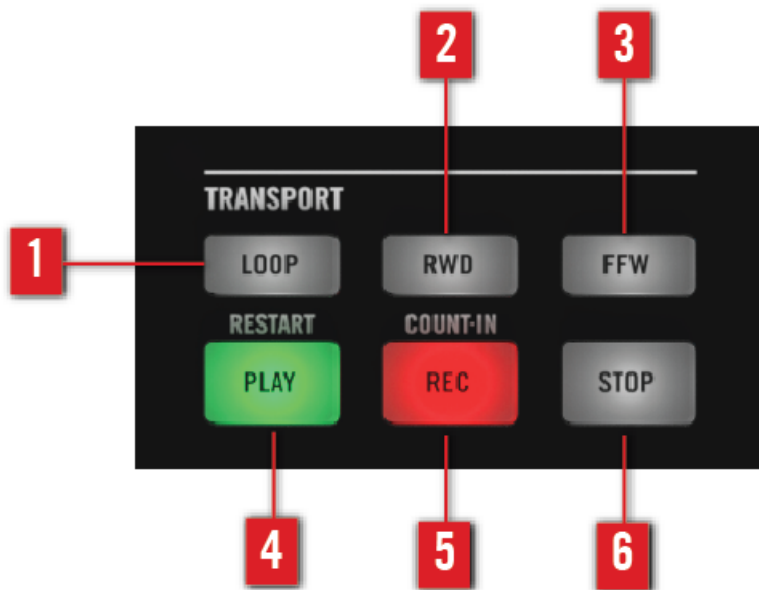 2 3
TRANSPORT
1 LOOP RWD FFW
RESTART COUNT-IN
PLAY REC STOP
4 5 6